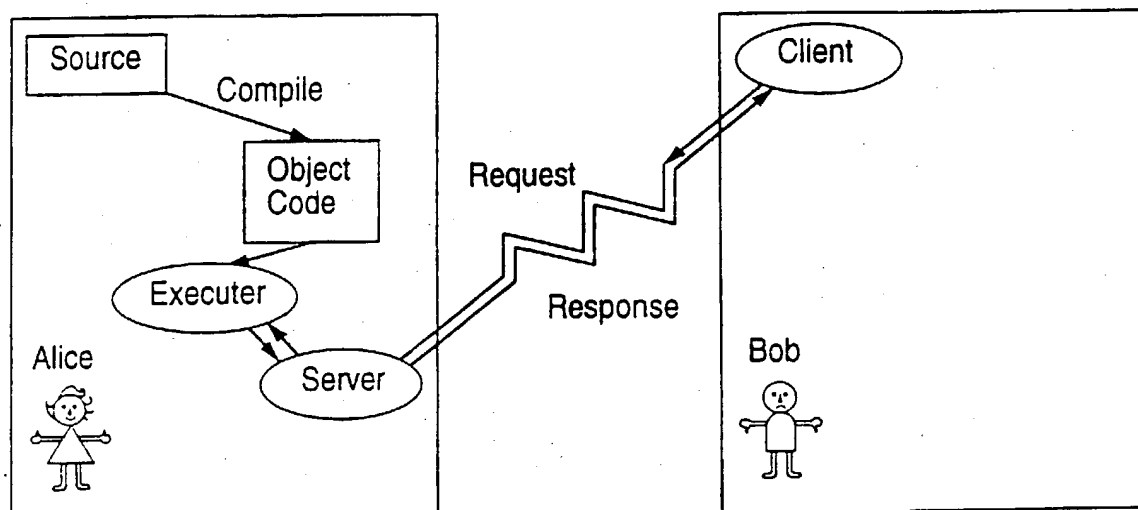 Source
Compile
Object
Code
Executer
Server
Alice
Request
Response
Client
Bob